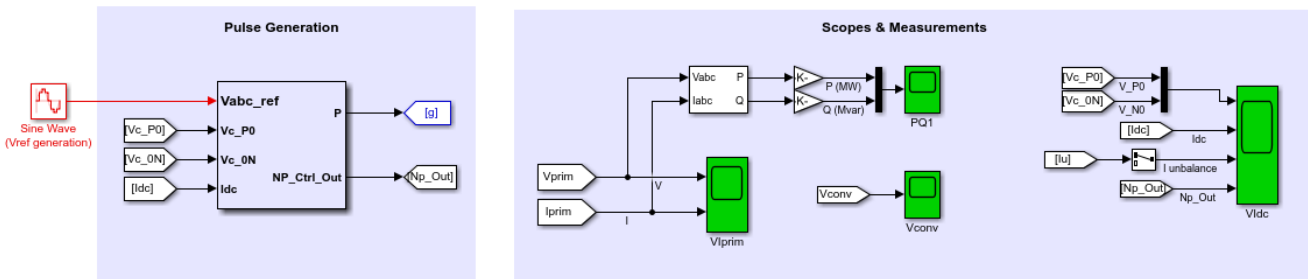 Pulse Generation
Sine Wave
(Vref generation)
[Vc_P0]
[Vc_0N]
[Idc]
Vabc_ref
Vc_P0
Vc_0N
Idc
P
NP_Ctrl_Out
[g]
[Np_Out]
Scopes & Measurements
Vabc
Iabc
P
Q
K-
K-
P (MW)
Q (Mvar)
PQ1
Vprim
Iprim
V
I
VIprim
Vconv
Vconv
[Vc_P0]
V_P0
[Vc_0N]
V_N0
[Idc]
Idc
[Iu]
I unbalance
[Np_Out]
Np_Out
VIdc